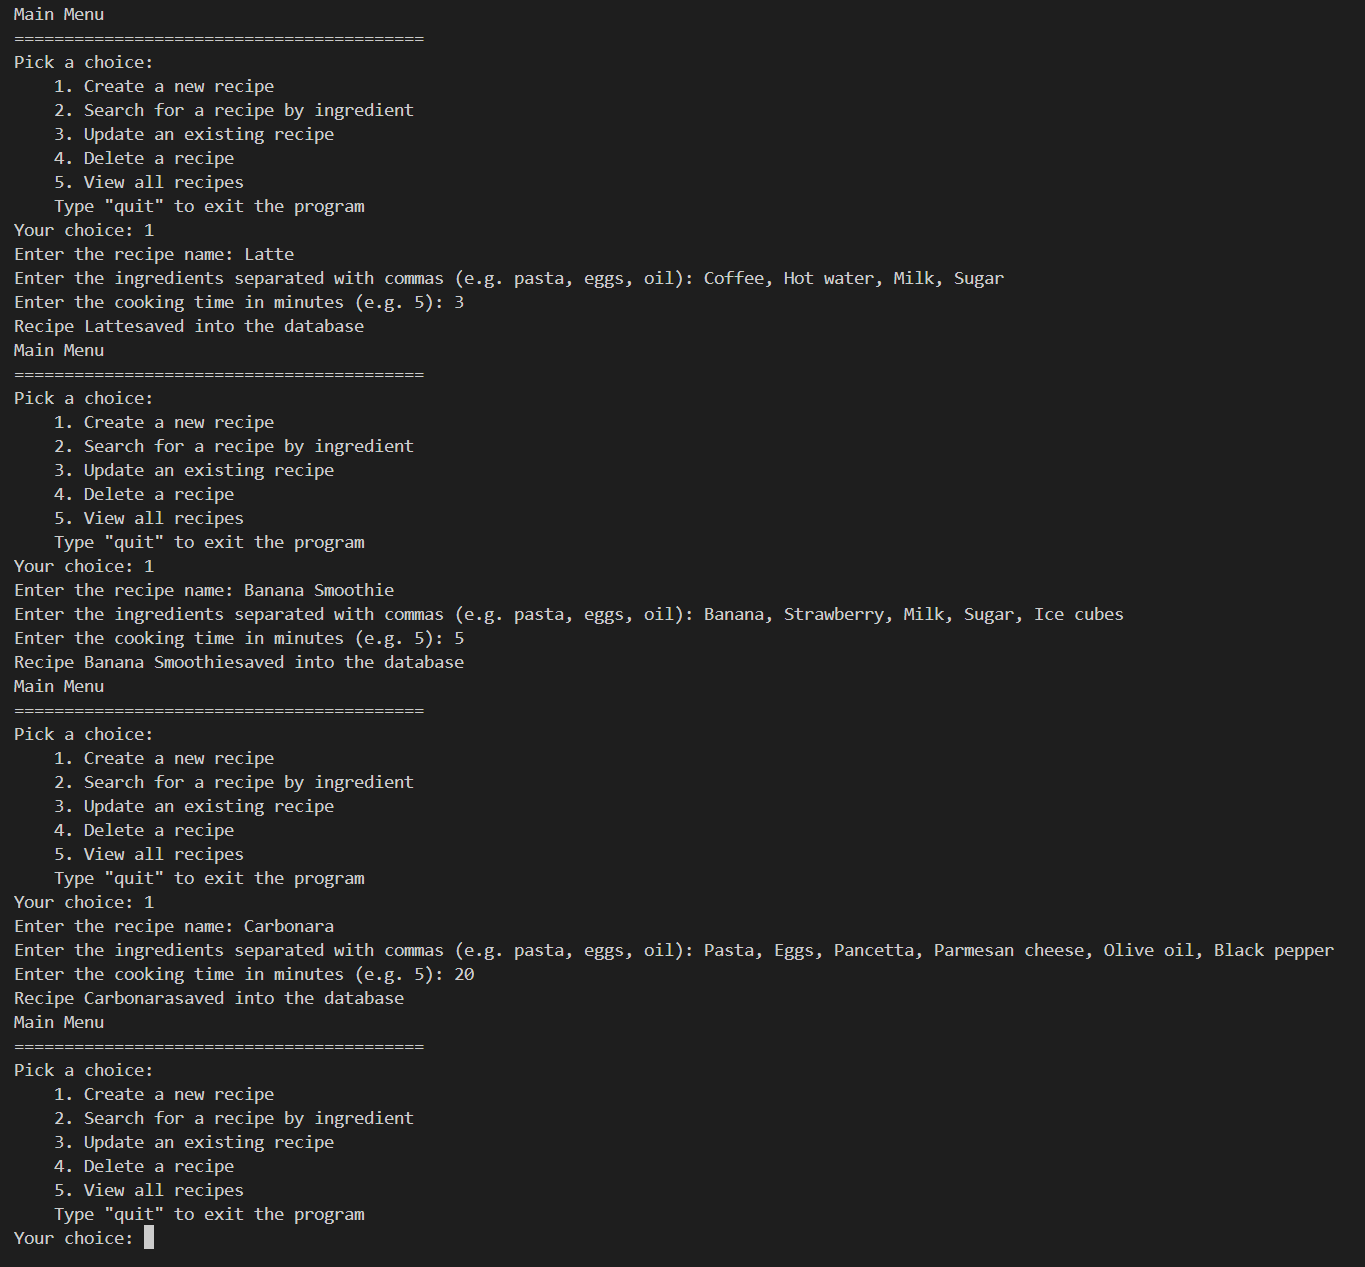 Main Menu
=========================================
Pick a choice:
    1. Create a new recipe
    2. Search for a recipe by ingredient
    3. Update an existing recipe
    4. Delete a recipe
    5. View all recipes
    Type "quit" to exit the program
Your choice: 1
Enter the recipe name: Latte
Enter the ingredients separated with commas (e.g. pasta, eggs, oil): Coffee, Hot water, Milk, Sugar
Enter the cooking time in minutes (e.g. 5): 3
Recipe Lattesaved into the database
Main Menu
=========================================
Pick a choice:
    1. Create a new recipe
    2. Search for a recipe by ingredient
    3. Update an existing recipe
    4. Delete a recipe
    5. View all recipes
    Type "quit" to exit the program
Your choice: 1
Enter the recipe name: Banana Smoothie
Enter the ingredients separated with commas (e.g. pasta, eggs, oil): Banana, Strawberry, Milk, Sugar, Ice cubes
Enter the cooking time in minutes (e.g. 5): 5
Recipe Banana Smoothiesaved into the database
Main Menu
=========================================
Pick a choice:
    1. Create a new recipe
    2. Search for a recipe by ingredient
    3. Update an existing recipe
    4. Delete a recipe
    5. View all recipes
    Type "quit" to exit the program
Your choice: 1
Enter the recipe name: Carbonara
Enter the ingredients separated with commas (e.g. pasta, eggs, oil): Pasta, Eggs, Pancetta, Parmesan cheese, Olive oil, Black pepper
Enter the cooking time in minutes (e.g. 5): 20
Recipe Carbonarasaved into the database
Main Menu
=========================================
Pick a choice:
    1. Create a new recipe
    2. Search for a recipe by ingredient
    3. Update an existing recipe
    4. Delete a recipe
    5. View all recipes
    Type "quit" to exit the program
Your choice: